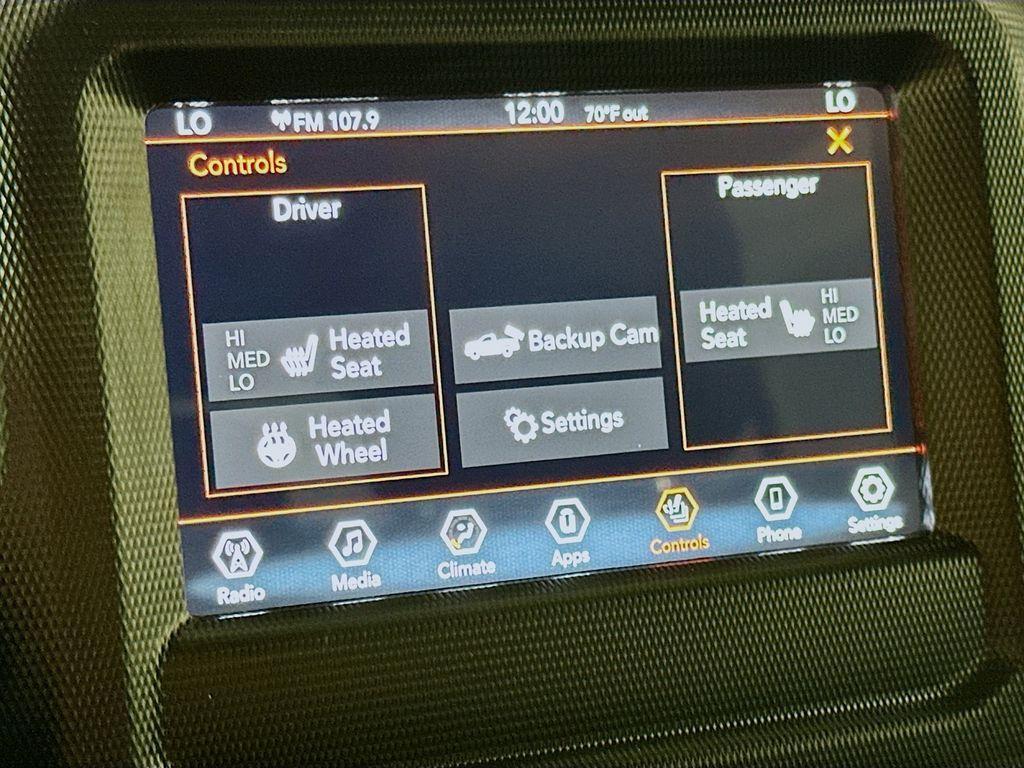 LO FM 107.9 12:00 70°F out LO
Controls
Driver
Passenger
HI
MED
LO
Heated
Seat
Backup Cam
Heated
Seat
HI
MED
LO
Heated
Wheel
Settings
Radio Media Climate Apps Controls Phone Settings